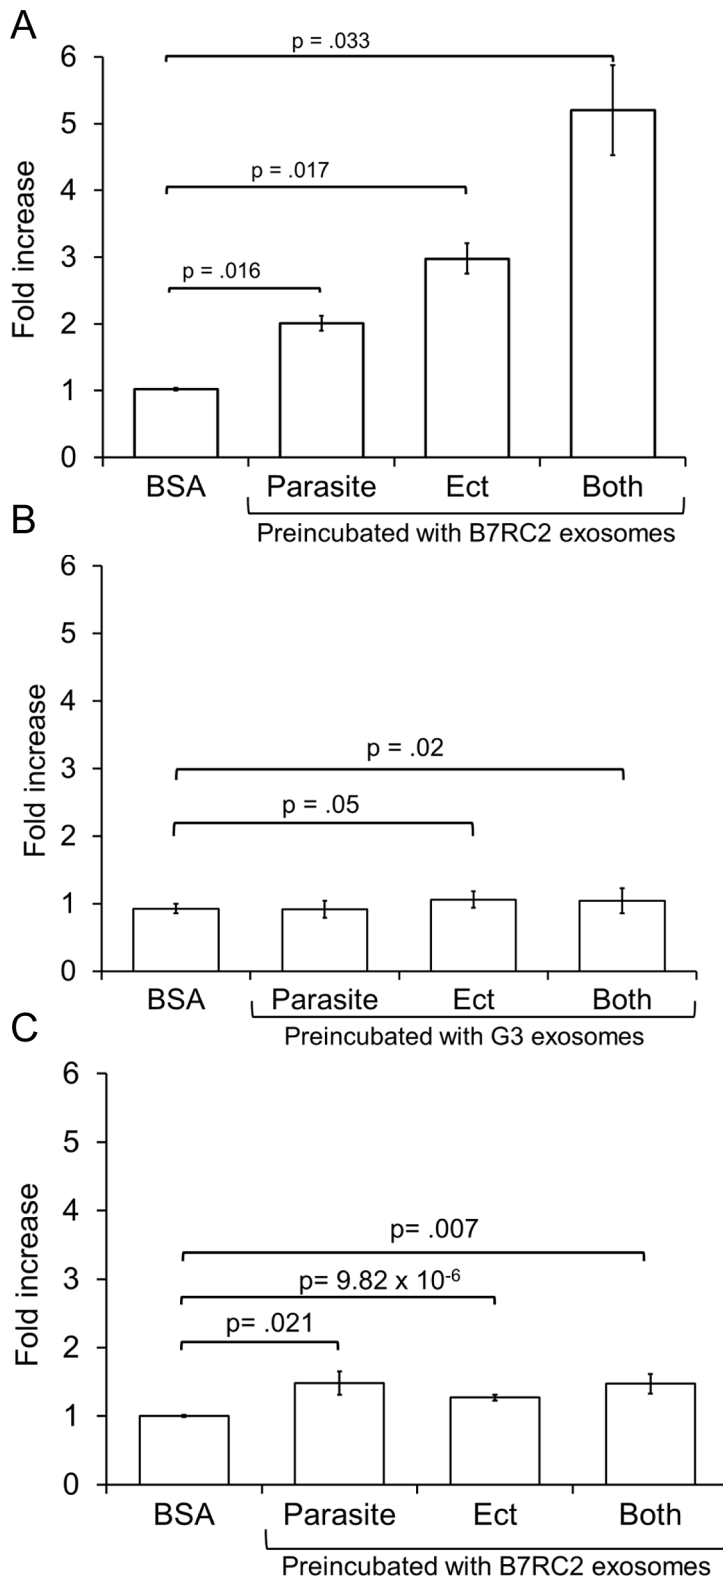 A
p = .033
p = .017
p = .016
Fold increase
6
5
4
3
2
1
0
BSA Parasite Ect Both
Preincubated with B7RC2 exosomes
B
p = .02
p = .05
Fold increase
6
5
4
3
2
1
0
BSA Parasite Ect Both
Preincubated with G3 exosomes
C
p= .007
p= 9.82 x 10⁻⁶
p= .021
Fold increase
6
5
4
3
2
1
0
BSA Parasite Ect Both
Preincubated with B7RC2 exosomes